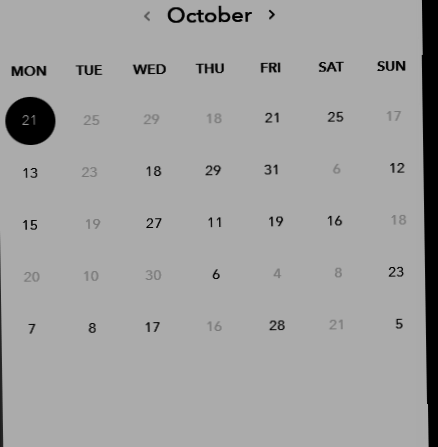 ‹ October ›
MON TUE WED THU FRI SAT SUN
21 25 29 18 21 25 17
13 23 18 29 31 6 12
15 19 27 11 19 16 18
20 10 30 6 4 8 23
7 8 17 16 28 21 5